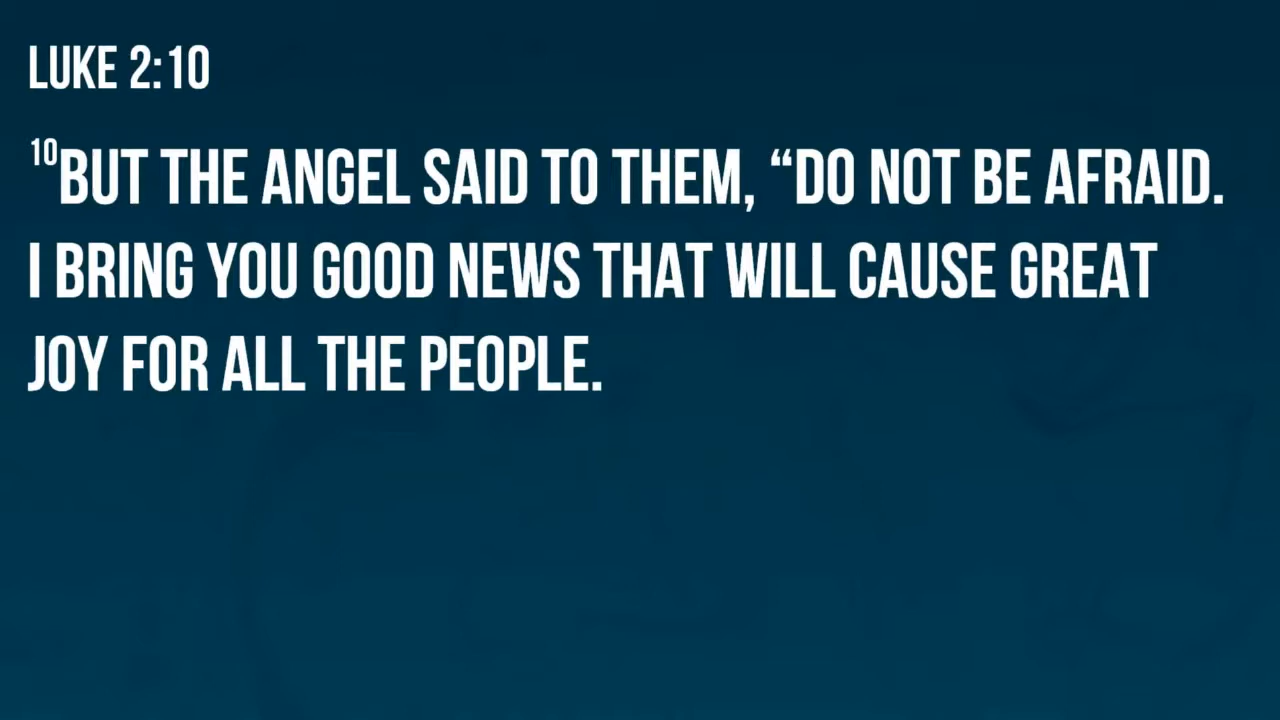 LUKE 2:10
10BUT THE ANGEL SAID TO THEM, “DO NOT BE AFRAID.
I BRING YOU GOOD NEWS THAT WILL CAUSE GREAT
JOY FOR ALL THE PEOPLE.